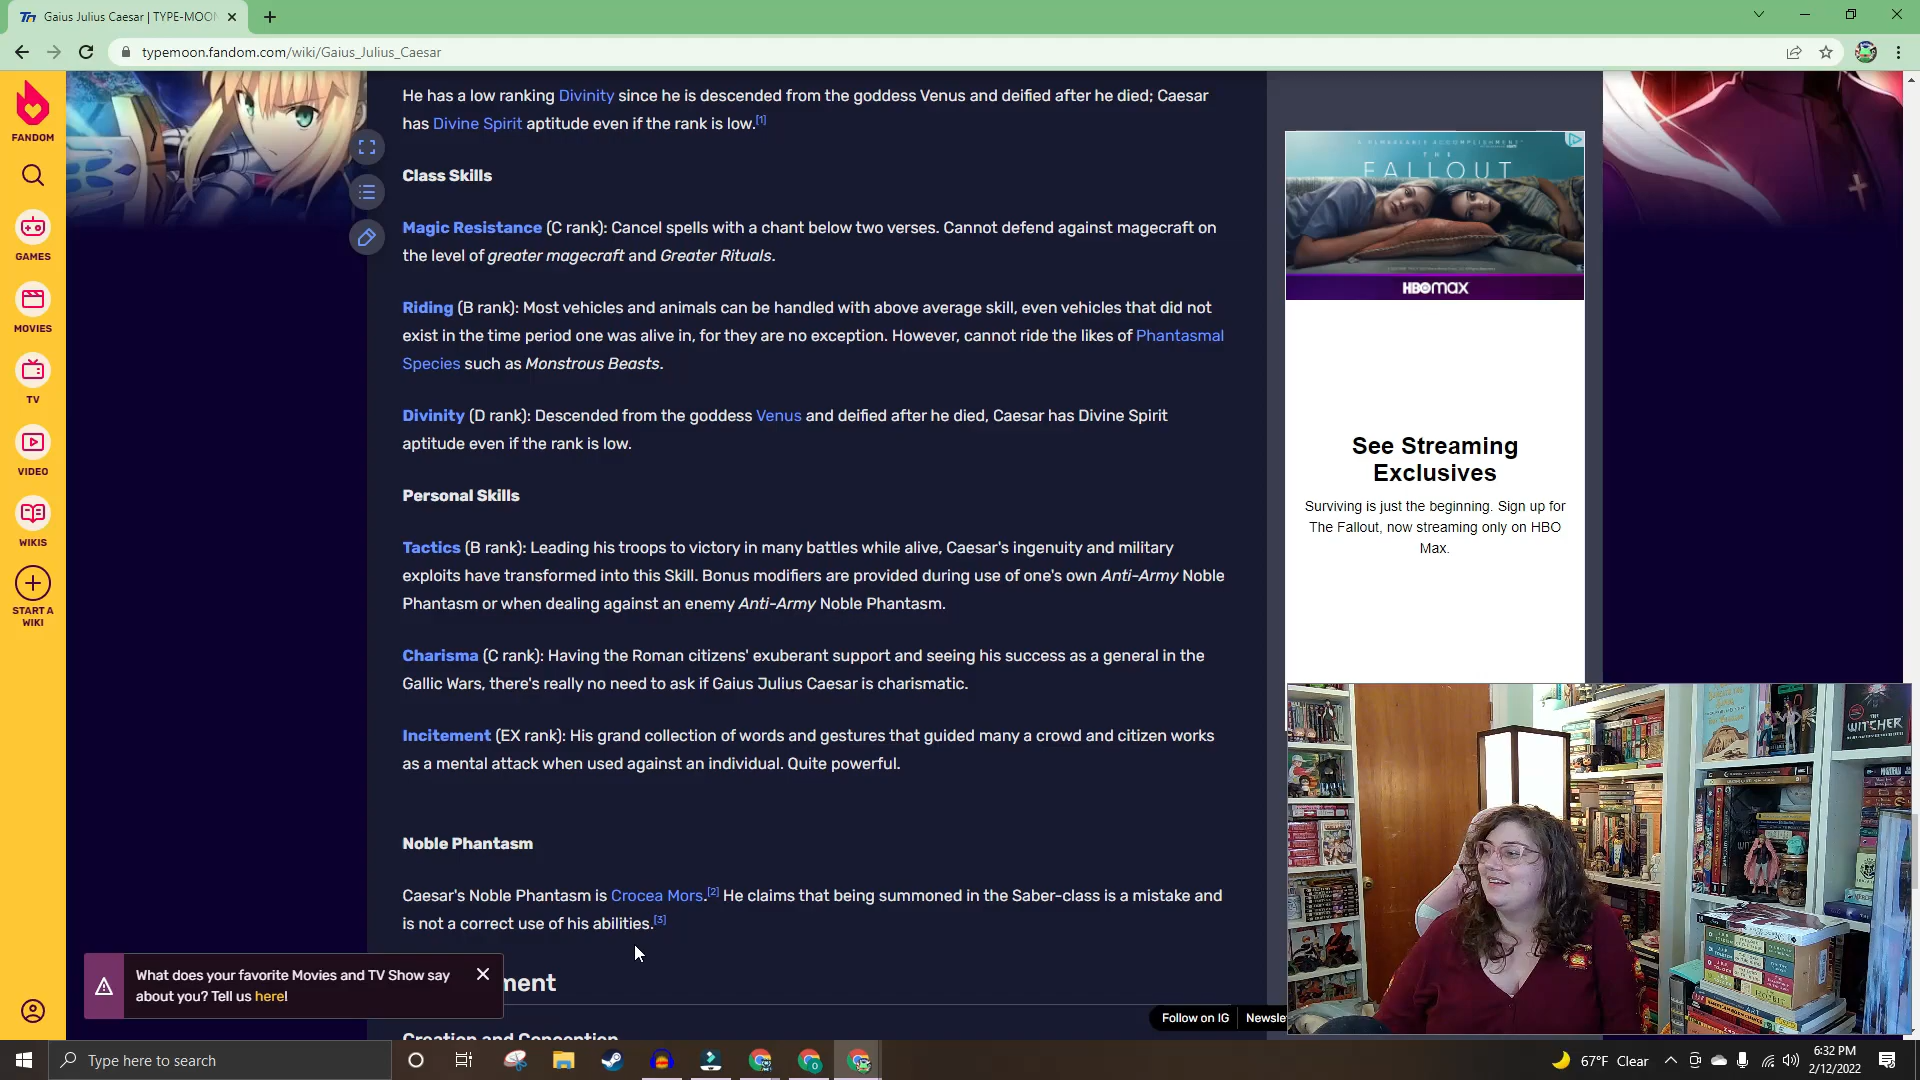 Gaius Julius Caesar | TYPE-MOON
typemoon.fandom.com/wiki/Gaius_Julius_Caesar
FANDOM
GAMES
MOVIES
TV
VIDEO
WIKIS
START A
WIKI
He has a low ranking Divinity since he is descended from the goddess Venus and deified after he died; Caesar
has Divine Spirit aptitude even if the rank is low.[1]
Class Skills
Magic Resistance (C rank): Cancel spells with a chant below two verses. Cannot defend against magecraft on
the level of greater magecraft and Greater Rituals.
Riding (B rank): Most vehicles and animals can be handled with above average skill, even vehicles that did not
exist in the time period one was alive in, for they are no exception. However, cannot ride the likes of Phantasmal
Species such as Monstrous Beasts.
Divinity (D rank): Descended from the goddess Venus and deified after he died, Caesar has Divine Spirit
aptitude even if the rank is low.
Personal Skills
Tactics (B rank): Leading his troops to victory in many battles while alive, Caesar's ingenuity and military
exploits have transformed into this Skill. Bonus modifiers are provided during use of one's own Anti-Army Noble
Phantasm or when dealing against an enemy Anti-Army Noble Phantasm.
Charisma (C rank): Having the Roman citizens' exuberant support and seeing his success as a general in the
Gallic Wars, there's really no need to ask if Gaius Julius Caesar is charismatic.
Incitement (EX rank): His grand collection of words and gestures that guided many a crowd and citizen works
as a mental attack when used against an individual. Quite powerful.
Noble Phantasm
Caesar's Noble Phantasm is Crocea Mors.[2] He claims that being summoned in the Saber-class is a mistake and
is not a correct use of his abilities.[3]
ment
Creation and Conception
What does your favorite Movies and TV Show say
about you? Tell us here!
A REMARKABLE ACCOMPLISHMENT
THE
FALLOUT
HBOMAX
See Streaming
Exclusives
Surviving is just the beginning. Sign up for
The Fallout, now streaming only on HBO
Max.
Follow on IG
Newsle
THE
WITCHER
Type here to search
67°F Clear
6:32 PM
2/12/2022